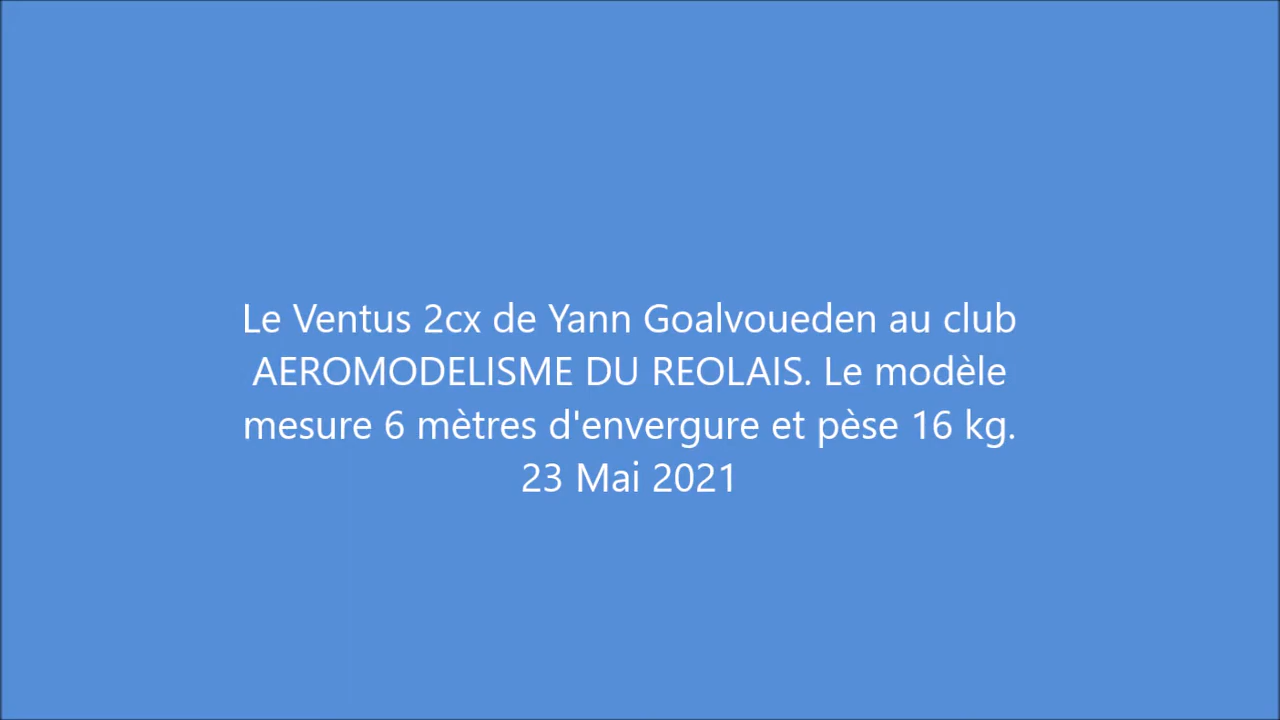 Le Ventus 2cx de Yann Goalvoueden au club
AEROMODELISME DU REOLAIS. Le modèle
mesure 6 mètres d'envergure et pèse 16 kg.
23 Mai 2021